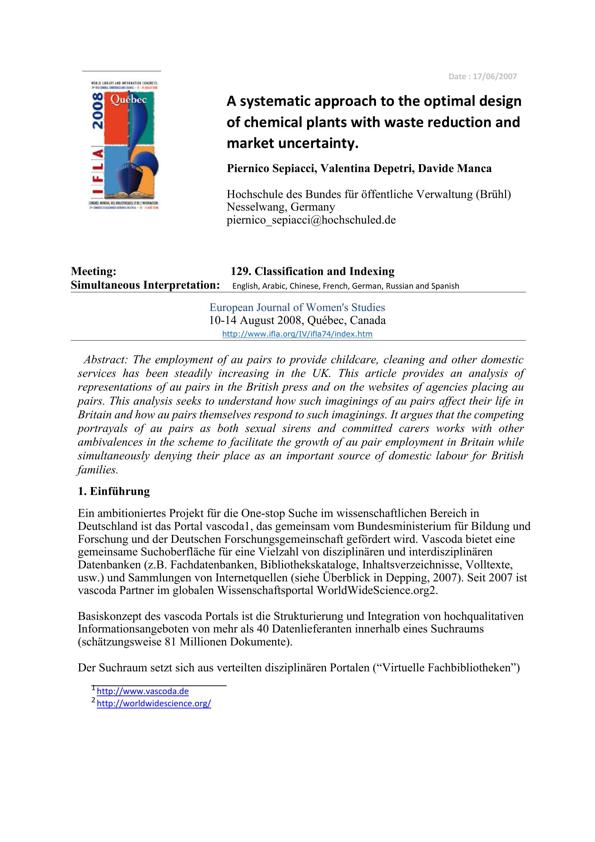 Date : 17/06/2007
WORLD LIBRARY AND INFORMATION CONGRESS:
Québec
IFLA 2008
A systematic approach to the optimal design
of chemical plants with waste reduction and
market uncertainty.
Piernico Sepiacci, Valentina Depetri, Davide Manca
Hochschule des Bundes für öffentliche Verwaltung (Brühl)
Nesselwang, Germany
piernico_sepiacci@hochschuled.de
Meeting: 129. Classification and Indexing
Simultaneous Interpretation: English, Arabic, Chinese, French, German, Russian and Spanish
European Journal of Women's Studies
10-14 August 2008, Québec, Canada
http://www.ifla.org/IV/ifla74/index.htm
Abstract: The employment of au pairs to provide childcare, cleaning and other domestic
services has been steadily increasing in the UK. This article provides an analysis of
representations of au pairs in the British press and on the websites of agencies placing au
pairs. This analysis seeks to understand how such imaginings of au pairs affect their life in
Britain and how au pairs themselves respond to such imaginings. It argues that the competing
portrayals of au pairs as both sexual sirens and committed carers works with other
ambivalences in the scheme to facilitate the growth of au pair employment in Britain while
simultaneously denying their place as an important source of domestic labour for British
families.
1. Einführung
Ein ambitioniertes Projekt für die One-stop Suche im wissenschaftlichen Bereich in
Deutschland ist das Portal vascoda1, das gemeinsam vom Bundesministerium für Bildung und
Forschung und der Deutschen Forschungsgemeinschaft gefördert wird. Vascoda bietet eine
gemeinsame Suchoberfläche für eine Vielzahl von disziplinären und interdisziplinären
Datenbanken (z.B. Fachdatenbanken, Bibliothekskataloge, Inhaltsverzeichnisse, Volltexte,
usw.) und Sammlungen von Internetquellen (siehe Überblick in Depping, 2007). Seit 2007 ist
vascoda Partner im globalen Wissenschaftsportal WorldWideScience.org2.
Basiskonzept des vascoda Portals ist die Strukturierung und Integration von hochqualitativen
Informationsangeboten von mehr als 40 Datenlieferanten innerhalb eines Suchraums
(schätzungsweise 81 Millionen Dokumente).
Der Suchraum setzt sich aus verteilten disziplinären Portalen (“Virtuelle Fachbibliotheken”)
1 http://www.vascoda.de
2 http://worldwidescience.org/